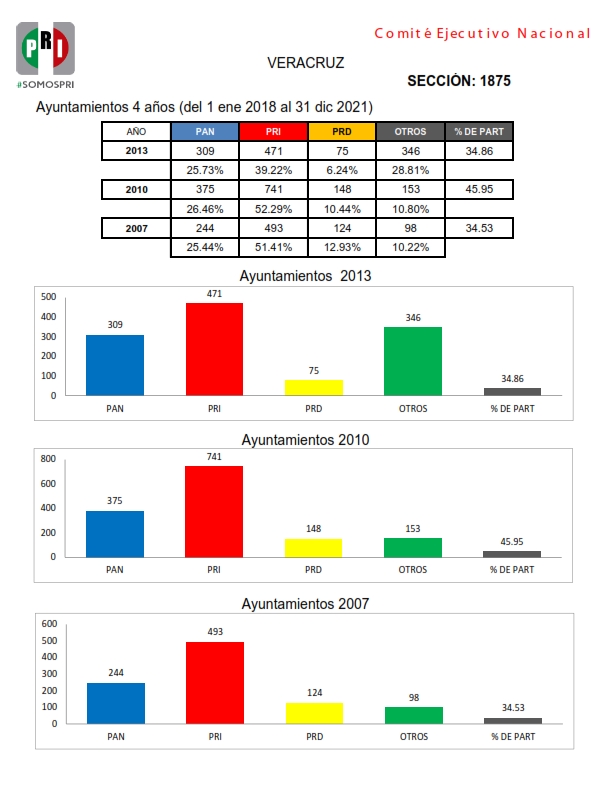 Comité Ejecutivo Nacional
PRI
#SOMOSPRI
VERACRUZ
SECCIÓN: 1875
Ayuntamientos 4 años (del 1 ene 2018 al 31 dic 2021)
AÑO PAN PRI PRD OTROS % DE PART
2013 309 471 75 346 34.86
25.73% 39.22% 6.24% 28.81%
2010 375 741 148 153 45.95
26.46% 52.29% 10.44% 10.80%
2007 244 493 124 98 34.53
25.44% 51.41% 12.93% 10.22%
Ayuntamientos 2013
500
400
300
200
100
0
309 471 75 346 34.86
PAN PRI PRD OTROS % DE PART
Ayuntamientos 2010
800
600
400
200
0
375 741 148 153 45.95
PAN PRI PRD OTROS % DE PART
Ayuntamientos 2007
600
500
400
300
200
100
0
244 493 124 98 34.53
PAN PRI PRD OTROS % DE PART